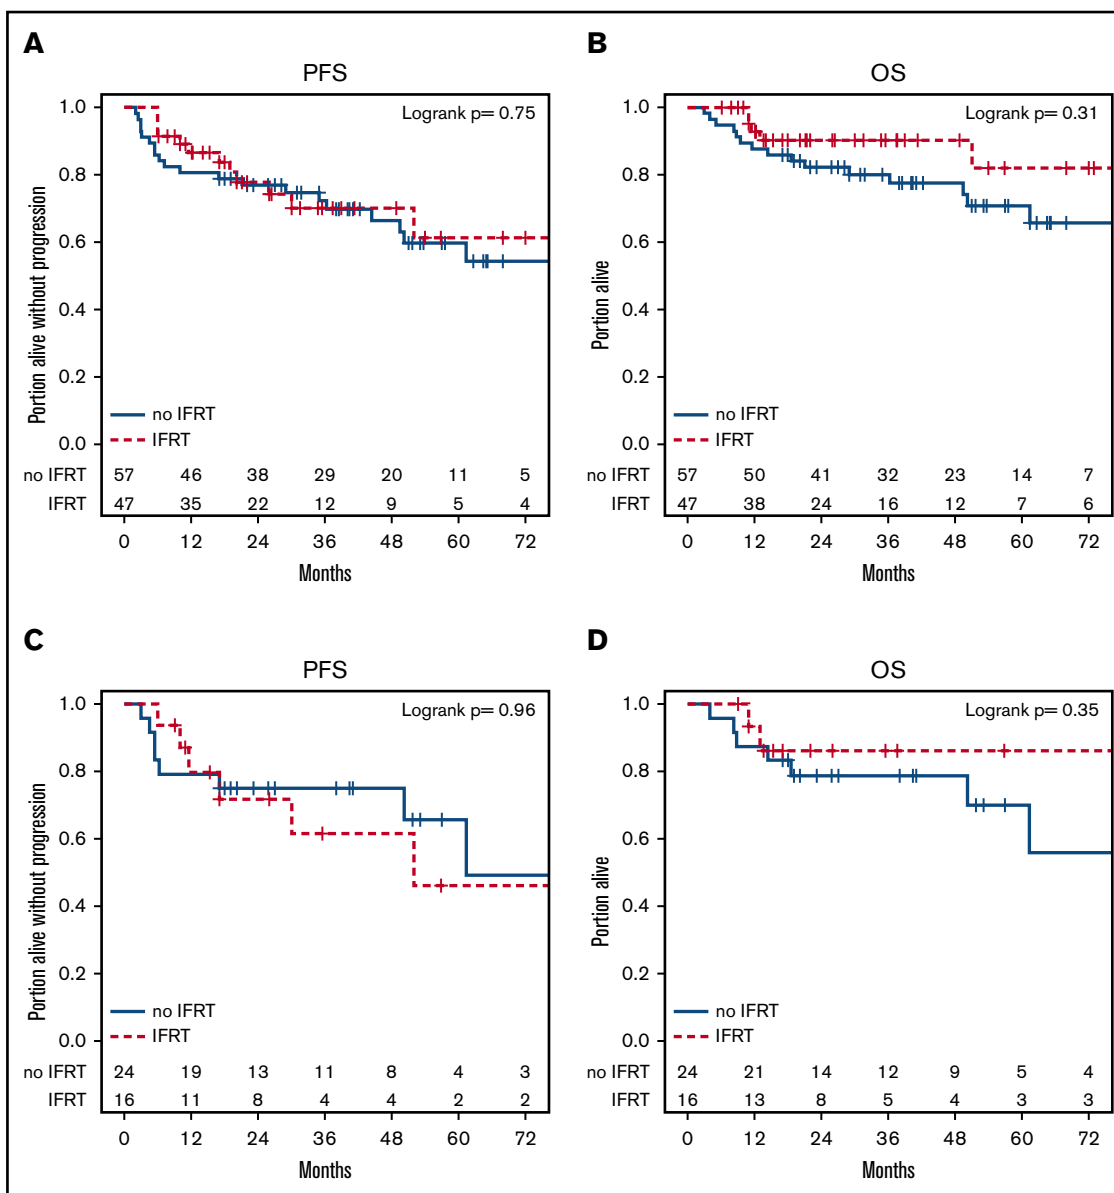 A
PFS
Logrank p= 0.75
Portion alive without progression
1.0
0.8
0.6
0.4
0.2
0.0
no IFRT
IFRT
no IFRT 57 46 38 29 20 11 5
IFRT 47 35 22 12 9 5 4
0 12 24 36 48 60 72
Months
B
OS
Logrank p= 0.31
Portion alive
1.0
0.8
0.6
0.4
0.2
0.0
no IFRT
IFRT
no IFRT 57 50 41 32 23 14 7
IFRT 47 38 24 16 12 7 6
0 12 24 36 48 60 72
Months
C
PFS
Logrank p= 0.96
Portion alive without progression
1.0
0.8
0.6
0.4
0.2
0.0
no IFRT
IFRT
no IFRT 24 19 13 11 8 4 3
IFRT 16 11 8 4 4 2 2
0 12 24 36 48 60 72
Months
D
OS
Logrank p= 0.35
Portion alive
1.0
0.8
0.6
0.4
0.2
0.0
no IFRT
IFRT
no IFRT 24 21 14 12 9 5 4
IFRT 16 13 8 5 4 3 3
0 12 24 36 48 60 72
Months